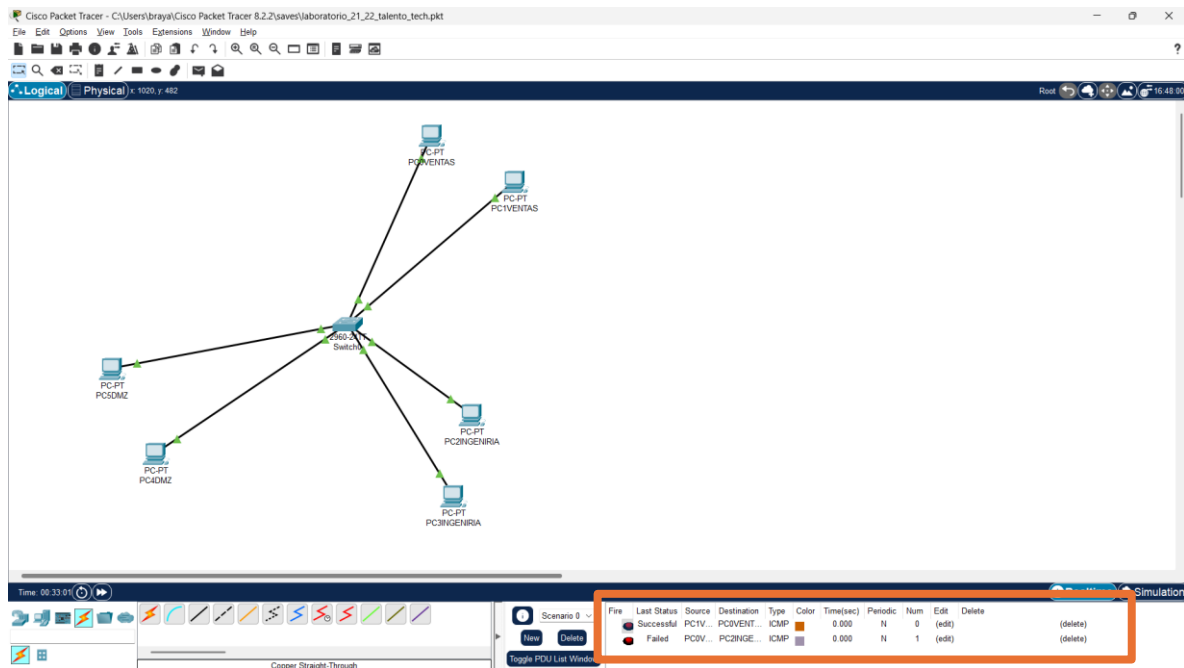 Cisco Packet Tracer - C:\Users\braya\Cisco Packet Tracer 8.2.2\saves\laboratorio_21_22_talento_tech.pkt
File Edit Options View Tools Extensions Window Help
?
Logical Physical x: 1020, y: 482 Root 16:48:00
PC-PT
PC0VENTAS
PC-PT
PC1VENTAS
2960-24TT
Switch0
PC-PT
PC5DMZ
PC-PT
PC2INGENIRIA
PC-PT
PC4DMZ
PC-PT
PC3INGENIRIA
Time: 00:33:01 Simulation
Scenario 0
New Delete
Toggle PDU List Window
Fire Last Status Source Destination Type Color Time(sec) Periodic Num Edit Delete
Successful PC1V... PC0VENT... ICMP 0.000 N 0 (edit) (delete)
Failed PC0V... PC2INGE... ICMP 0.000 N 1 (edit) (delete)
Copper Straight-Through